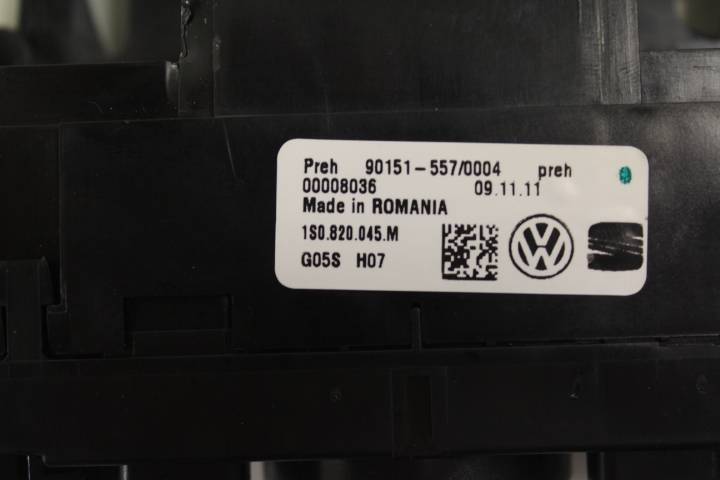 Preh 90151-557/0004 preh
00008036 09.11.11
Made in ROMANIA
1S0.820.045.M
G05S H07